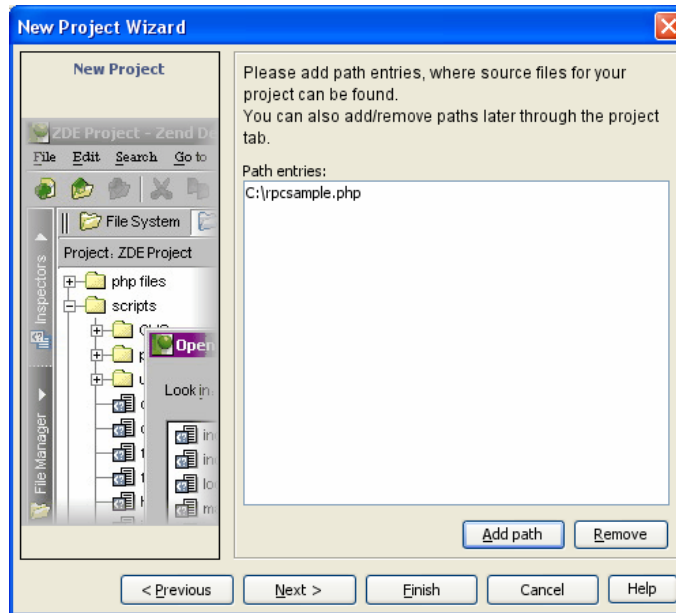 New Project Wizard
New Project
ZDE Project - Zend De
File Edit Search Go to
File System
Project: ZDE Project
Inspectors
php files
scripts
Open
Look in:
File Manager
Please add path entries, where source files for your
project can be found.
You can also add/remove paths later through the project
tab.
Path entries:
C:\rpcsample.php
Add path Remove
< Previous Next > Finish Cancel Help